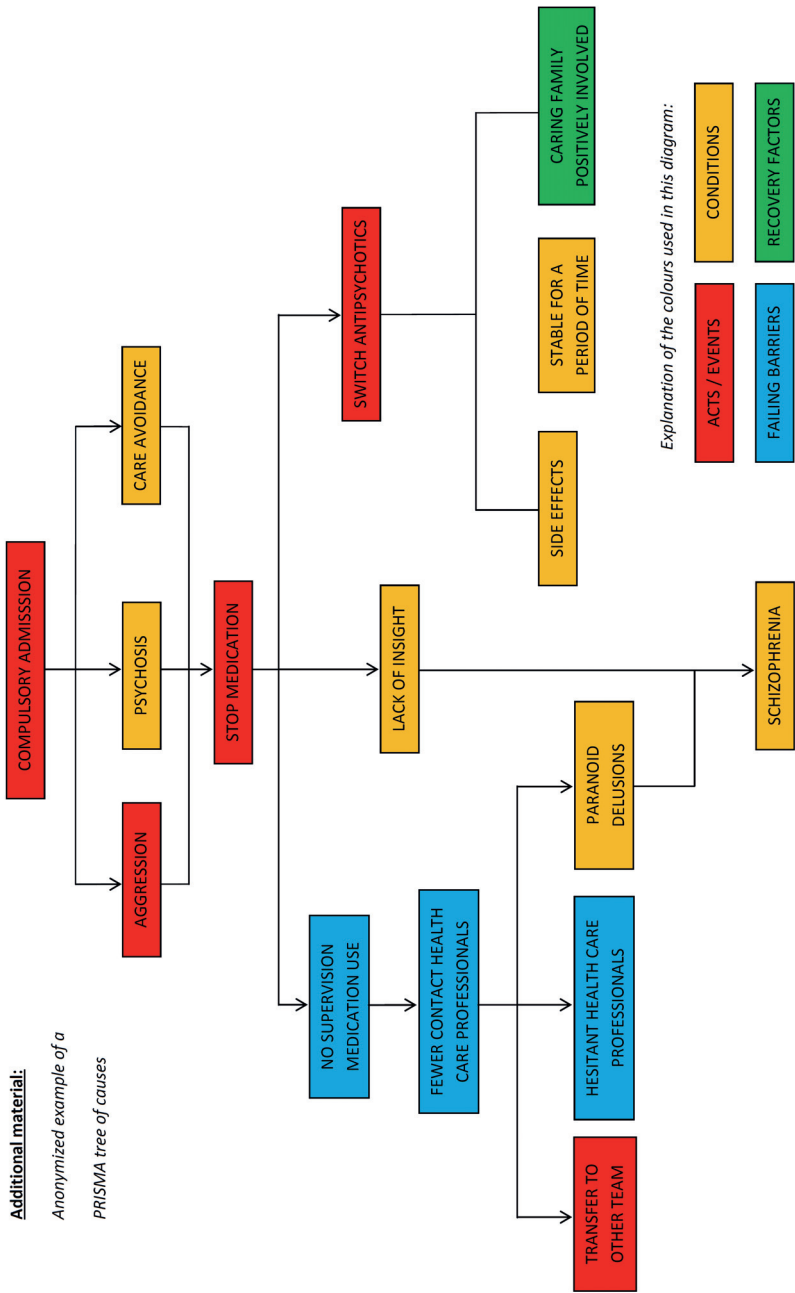 Additional material:
Anonymized example of a
PRISMA tree of causes
COMPULSORY ADMISSSION
AGGRESSION
PSYCHOSIS
CARE AVOIDANCE
STOP MEDICATION
NO SUPERVISION
MEDICATION USE
LACK OF INSIGHT
SWITCH ANTIPSYCHOTICS
FEWER CONTACT HEALTH
CARE PROFESSIONALS
SIDE EFFECTS
STABLE FOR A
PERIOD OF TIME
CARING FAMILY
POSITIVELY INVOLVED
TRANSFER TO
OTHER TEAM
HESITANT HEALTH CARE
PROFESSIONALS
PARANOID
DELUSIONS
SCHIZOPHRENIA
Explanation of the colours used in this diagram:
ACTS / EVENTS
CONDITIONS
FAILING BARRIERS
RECOVERY FACTORS